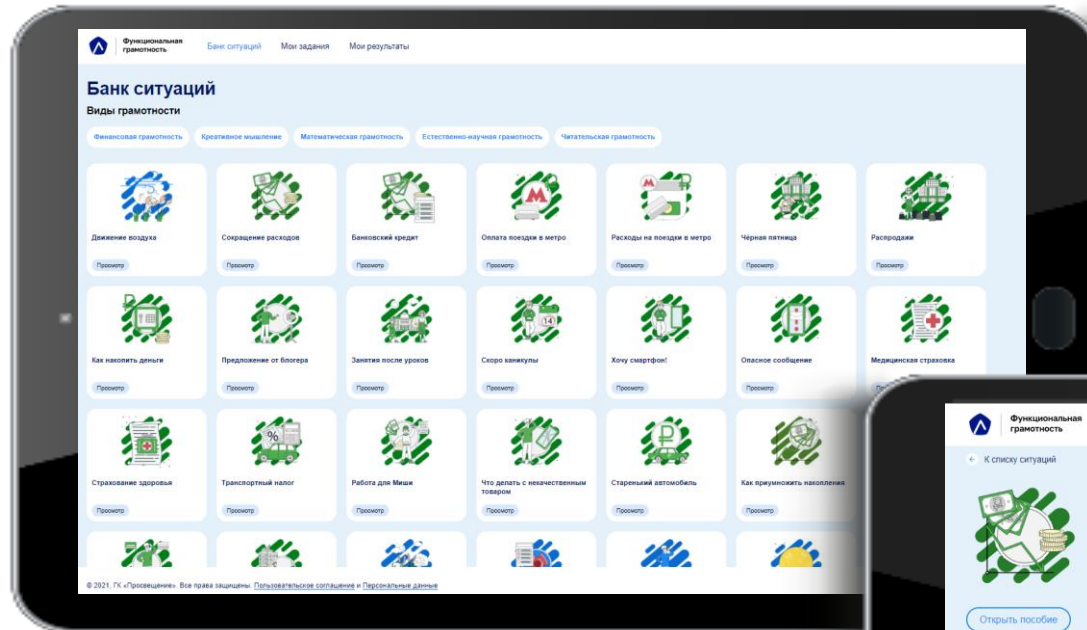 Функциональная
грамотность
Банк ситуаций Мои задания Мои результаты
Банк ситуаций
Виды грамотности
Финансовая грамотность Креативное мышление Математическая грамотность Естественно-научная грамотность Читательская грамотность
М М ₽
Движение воздуха Сокращение расходов Банковский кредит Оплата поездки в метро Расходы на поездки в метро Чёрная пятница Распродажи
Просмотр Просмотр Просмотр Просмотр Просмотр Просмотр Просмотр
₽ 14
Как накопить деньги Предложение от блогера Занятия после уроков Скоро каникулы Хочу смартфон! Опасное сообщение Медицинская страховка
Просмотр Просмотр Просмотр Просмотр Просмотр Просмотр
% ₽
Страхование здоровья Транспортный налог Работа для Миши Что делать с некачественным
товаром Старенький автомобиль Как приумножить накопления
Просмотр Просмотр Просмотр Просмотр Просмотр Просмотр
© 2021, ГК «Просвещение». Все права защищены. Пользовательское соглашение и Персональные данные
Функциональная
грамотность
К списку ситуаций
Открыть пособие